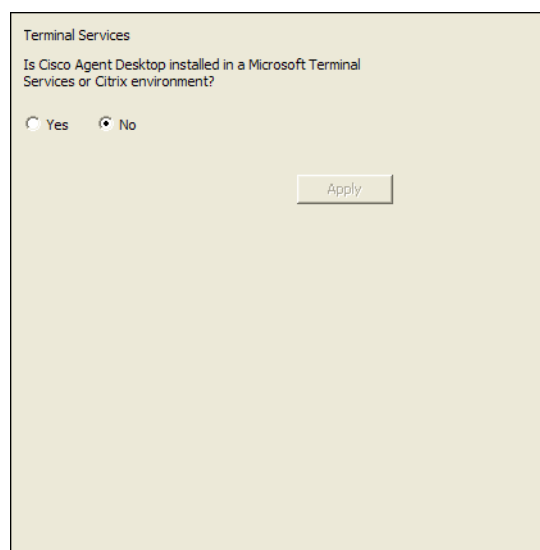 Terminal Services
Is Cisco Agent Desktop installed in a Microsoft Terminal
Services or Citrix environment?
Yes No
Apply